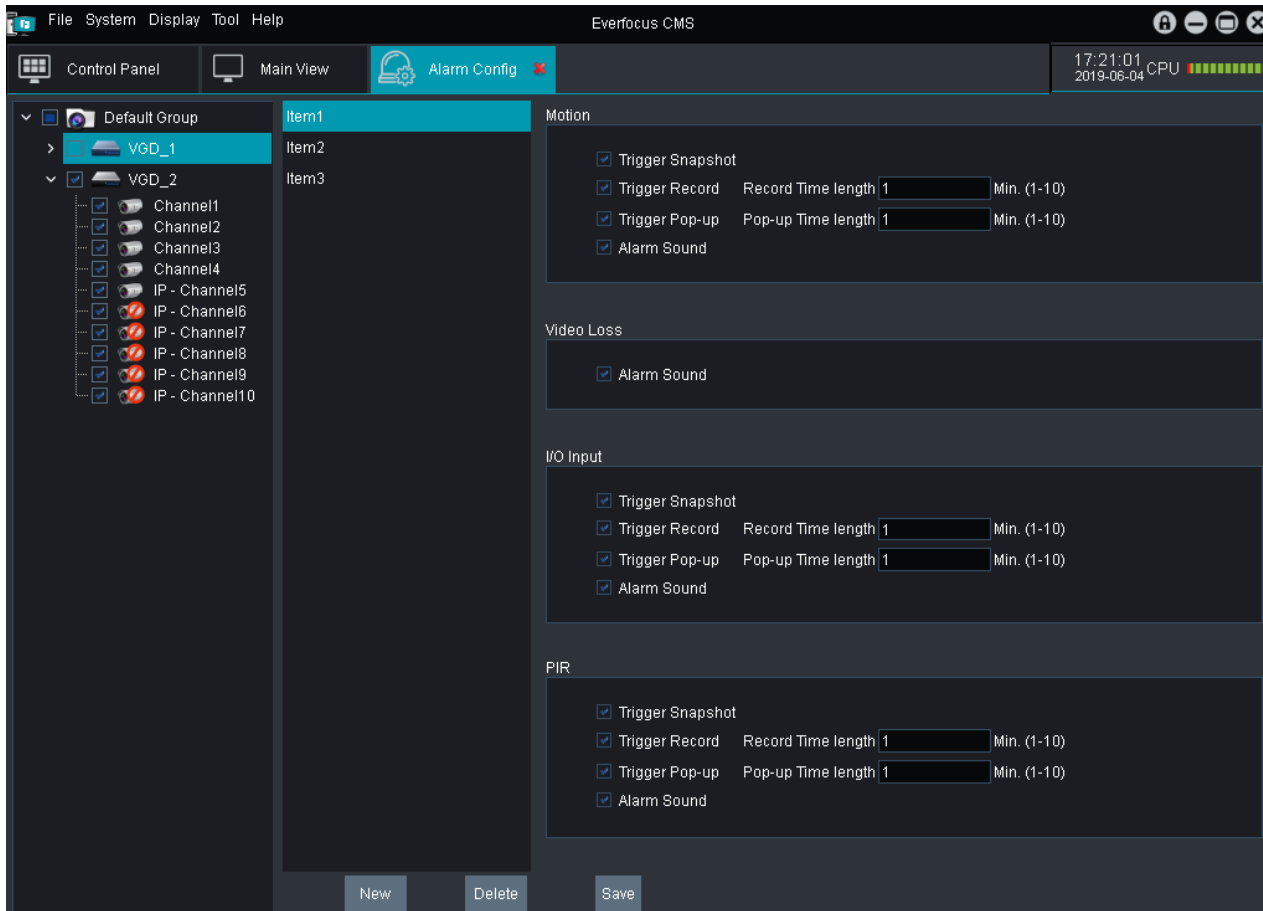 File System Display Tool Help
Everfocus CMS
Control Panel
Main View
Alarm Config
17:21:01
2019-06-04
CPU
Default Group
VGD_1
VGD_2
Channel1
Channel2
Channel3
Channel4
IP - Channel5
IP - Channel6
IP - Channel7
IP - Channel8
IP - Channel9
IP - Channel10
Item1
Item2
Item3
Motion
Trigger Snapshot
Trigger Record Record Time length 1 Min. (1-10)
Trigger Pop-up Pop-up Time length 1 Min. (1-10)
Alarm Sound
Video Loss
Alarm Sound
I/O Input
Trigger Snapshot
Trigger Record Record Time length 1 Min. (1-10)
Trigger Pop-up Pop-up Time length 1 Min. (1-10)
Alarm Sound
PIR
Trigger Snapshot
Trigger Record Record Time length 1 Min. (1-10)
Trigger Pop-up Pop-up Time length 1 Min. (1-10)
Alarm Sound
New
Delete
Save